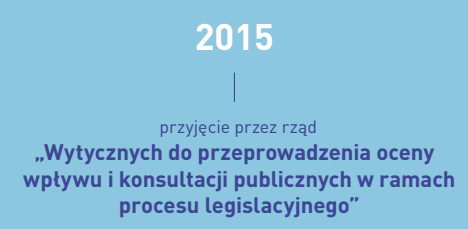 2015
przyjęcie przez rząd
„Wytycznych do przeprowadzenia oceny
wpływu i konsultacji publicznych w ramach
procesu legislacyjnego”